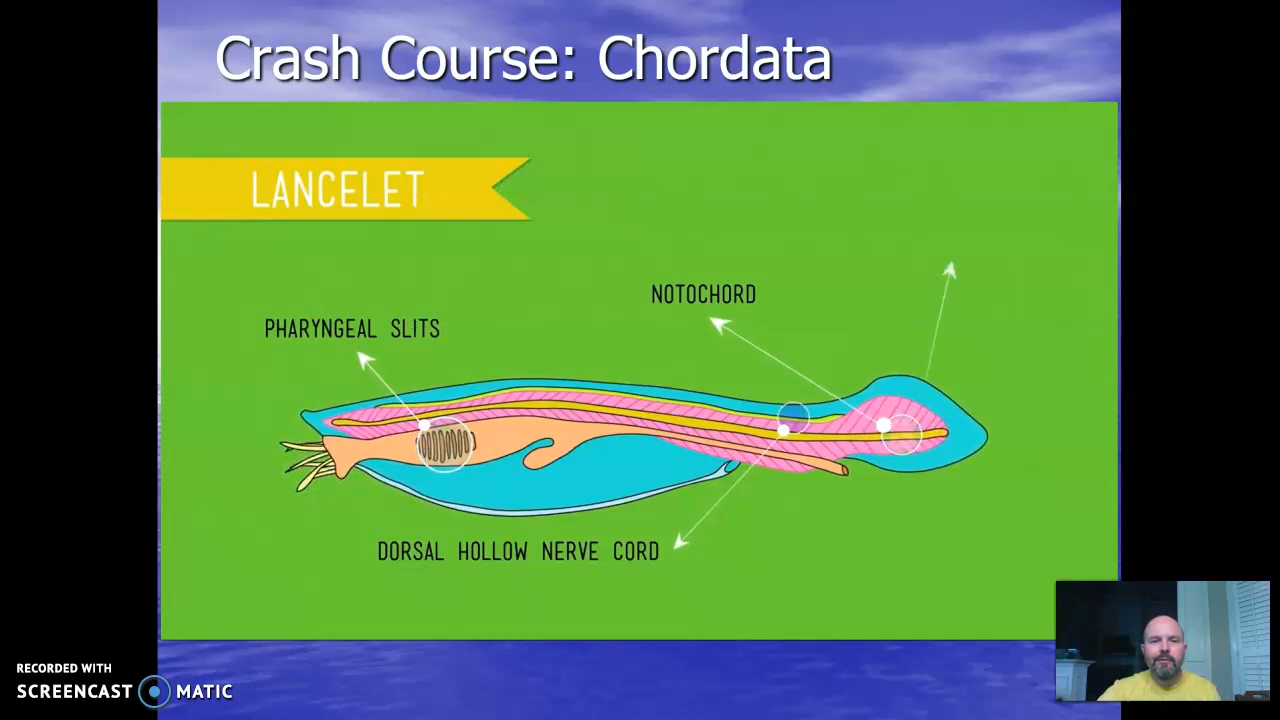 Crash Course: Chordata
LANCELET
NOTOCHORD
PHARYNGEAL SLITS
DORSAL HOLLOW NERVE CORD
RECORDED WITH
SCREENCAST MATIC